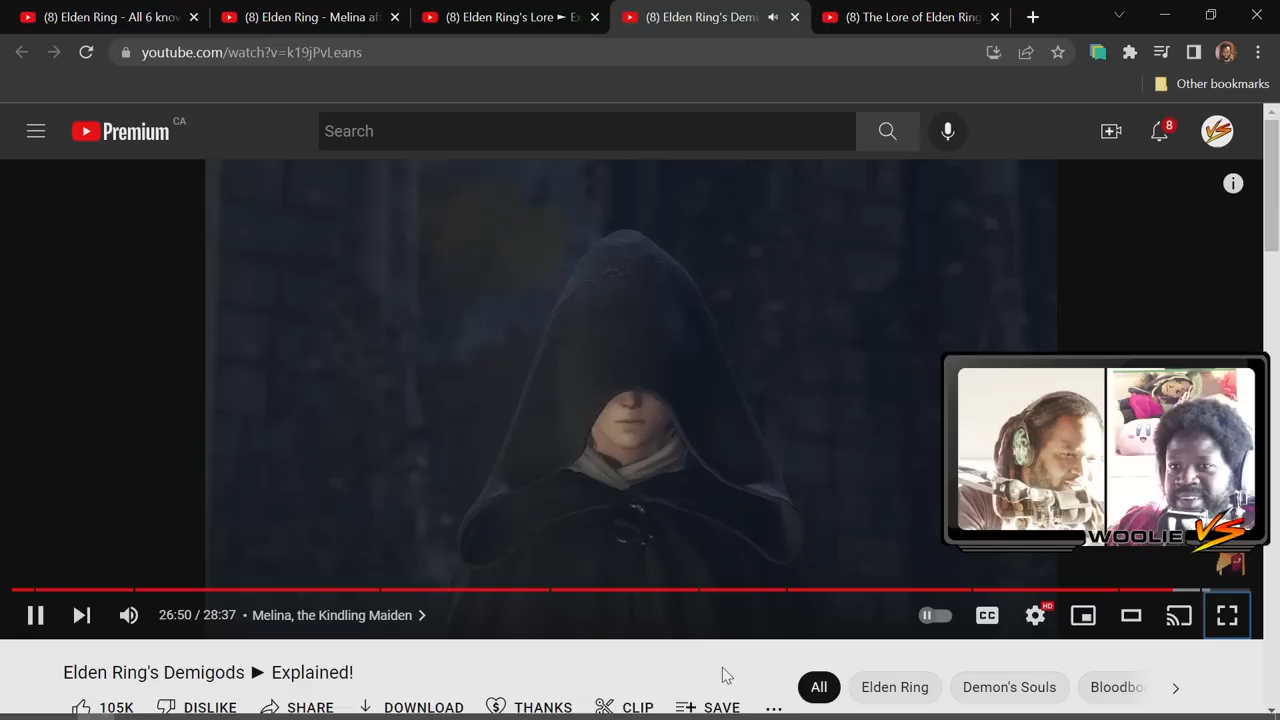 (8) Elden Ring - All 6 know
(8) Elden Ring - Melina af
(8) Elden Ring's Lore ► Ex
(8) Elden Ring's Demi
(8) The Lore of Elden Ring
youtube.com/watch?v=k19jPvLeans
Other bookmarks
Premium CA
Search
8
WOOLIE VS
26:50 / 28:37 • Melina, the Kindling Maiden
CC
HD
Elden Ring's Demigods ► Explained!
All
Elden Ring
Demon's Souls
Bloodbo
105K
DISLIKE
SHARE
DOWNLOAD
THANKS
CLIP
SAVE